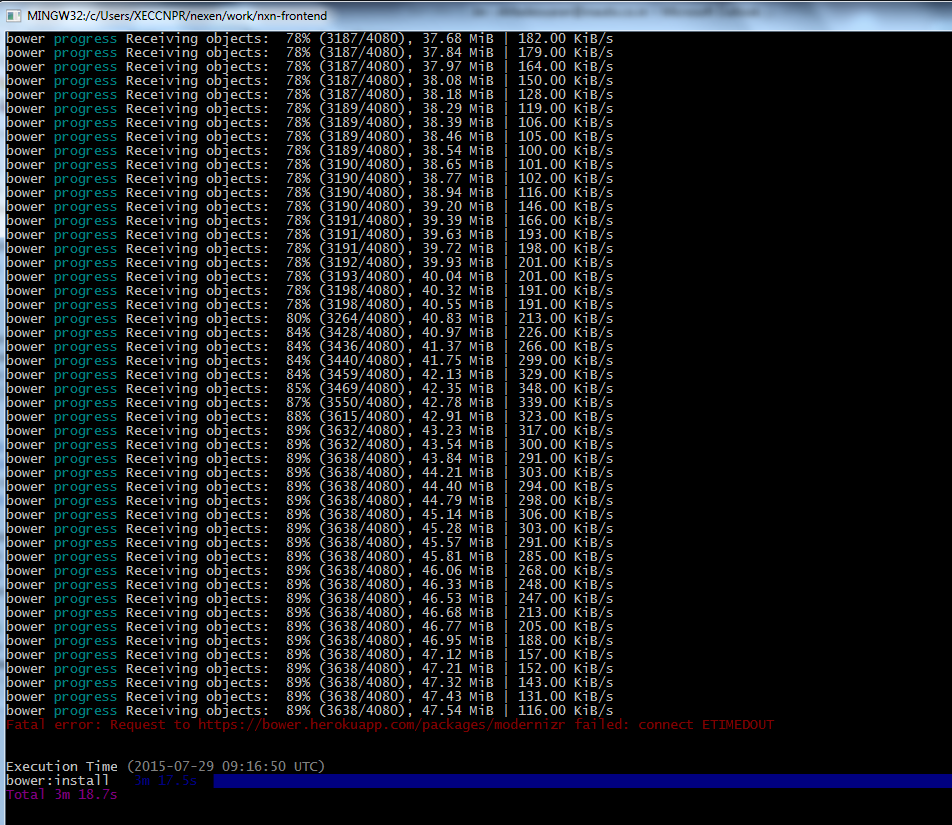 MINGW32:/c/Users/XECCNPR/nexen/work/nxn-frontend
bower progress Receiving objects:  78% (3187/4080), 37.68 MiB | 182.00 KiB/s
bower progress Receiving objects:  78% (3187/4080), 37.84 MiB | 179.00 KiB/s
bower progress Receiving objects:  78% (3187/4080), 37.97 MiB | 164.00 KiB/s
bower progress Receiving objects:  78% (3187/4080), 38.08 MiB | 150.00 KiB/s
bower progress Receiving objects:  78% (3187/4080), 38.18 MiB | 128.00 KiB/s
bower progress Receiving objects:  78% (3189/4080), 38.29 MiB | 119.00 KiB/s
bower progress Receiving objects:  78% (3189/4080), 38.39 MiB | 106.00 KiB/s
bower progress Receiving objects:  78% (3189/4080), 38.46 MiB | 105.00 KiB/s
bower progress Receiving objects:  78% (3189/4080), 38.54 MiB | 100.00 KiB/s
bower progress Receiving objects:  78% (3190/4080), 38.65 MiB | 101.00 KiB/s
bower progress Receiving objects:  78% (3190/4080), 38.77 MiB | 102.00 KiB/s
bower progress Receiving objects:  78% (3190/4080), 38.94 MiB | 116.00 KiB/s
bower progress Receiving objects:  78% (3190/4080), 39.20 MiB | 146.00 KiB/s
bower progress Receiving objects:  78% (3191/4080), 39.39 MiB | 166.00 KiB/s
bower progress Receiving objects:  78% (3191/4080), 39.63 MiB | 193.00 KiB/s
bower progress Receiving objects:  78% (3191/4080), 39.72 MiB | 198.00 KiB/s
bower progress Receiving objects:  78% (3192/4080), 39.93 MiB | 201.00 KiB/s
bower progress Receiving objects:  78% (3193/4080), 40.04 MiB | 201.00 KiB/s
bower progress Receiving objects:  78% (3198/4080), 40.32 MiB | 191.00 KiB/s
bower progress Receiving objects:  78% (3198/4080), 40.55 MiB | 191.00 KiB/s
bower progress Receiving objects:  80% (3264/4080), 40.83 MiB | 213.00 KiB/s
bower progress Receiving objects:  84% (3428/4080), 40.97 MiB | 226.00 KiB/s
bower progress Receiving objects:  84% (3436/4080), 41.37 MiB | 266.00 KiB/s
bower progress Receiving objects:  84% (3440/4080), 41.75 MiB | 299.00 KiB/s
bower progress Receiving objects:  84% (3459/4080), 42.13 MiB | 329.00 KiB/s
bower progress Receiving objects:  85% (3469/4080), 42.35 MiB | 348.00 KiB/s
bower progress Receiving objects:  87% (3550/4080), 42.78 MiB | 339.00 KiB/s
bower progress Receiving objects:  88% (3615/4080), 42.91 MiB | 323.00 KiB/s
bower progress Receiving objects:  89% (3632/4080), 43.23 MiB | 317.00 KiB/s
bower progress Receiving objects:  89% (3632/4080), 43.54 MiB | 300.00 KiB/s
bower progress Receiving objects:  89% (3638/4080), 43.84 MiB | 291.00 KiB/s
bower progress Receiving objects:  89% (3638/4080), 44.21 MiB | 303.00 KiB/s
bower progress Receiving objects:  89% (3638/4080), 44.40 MiB | 294.00 KiB/s
bower progress Receiving objects:  89% (3638/4080), 44.79 MiB | 298.00 KiB/s
bower progress Receiving objects:  89% (3638/4080), 45.14 MiB | 306.00 KiB/s
bower progress Receiving objects:  89% (3638/4080), 45.28 MiB | 303.00 KiB/s
bower progress Receiving objects:  89% (3638/4080), 45.57 MiB | 291.00 KiB/s
bower progress Receiving objects:  89% (3638/4080), 45.81 MiB | 285.00 KiB/s
bower progress Receiving objects:  89% (3638/4080), 46.06 MiB | 268.00 KiB/s
bower progress Receiving objects:  89% (3638/4080), 46.33 MiB | 248.00 KiB/s
bower progress Receiving objects:  89% (3638/4080), 46.53 MiB | 247.00 KiB/s
bower progress Receiving objects:  89% (3638/4080), 46.68 MiB | 213.00 KiB/s
bower progress Receiving objects:  89% (3638/4080), 46.77 MiB | 205.00 KiB/s
bower progress Receiving objects:  89% (3638/4080), 46.95 MiB | 188.00 KiB/s
bower progress Receiving objects:  89% (3638/4080), 47.12 MiB | 157.00 KiB/s
bower progress Receiving objects:  89% (3638/4080), 47.21 MiB | 152.00 KiB/s
bower progress Receiving objects:  89% (3638/4080), 47.32 MiB | 143.00 KiB/s
bower progress Receiving objects:  89% (3638/4080), 47.43 MiB | 131.00 KiB/s
bower progress Receiving objects:  89% (3638/4080), 47.54 MiB | 116.00 KiB/s
Fatal error: Request to https://bower.herokuapp.com/packages/modernizr failed: connect ETIMEDOUT
Execution Time (2015-07-29 09:16:50 UTC)
bower:install   3m 17.5s
Total 3m 18.7s